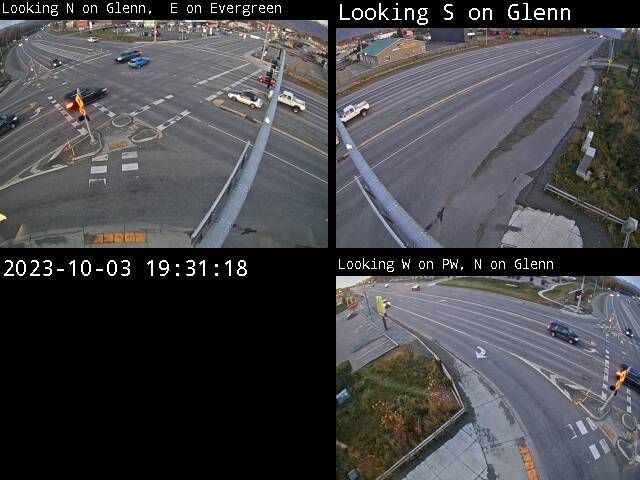 Looking N on Glenn, E on Evergreen
Looking S on Glenn
2023-10-03 19:31:18
Looking W on PW, N on Glenn